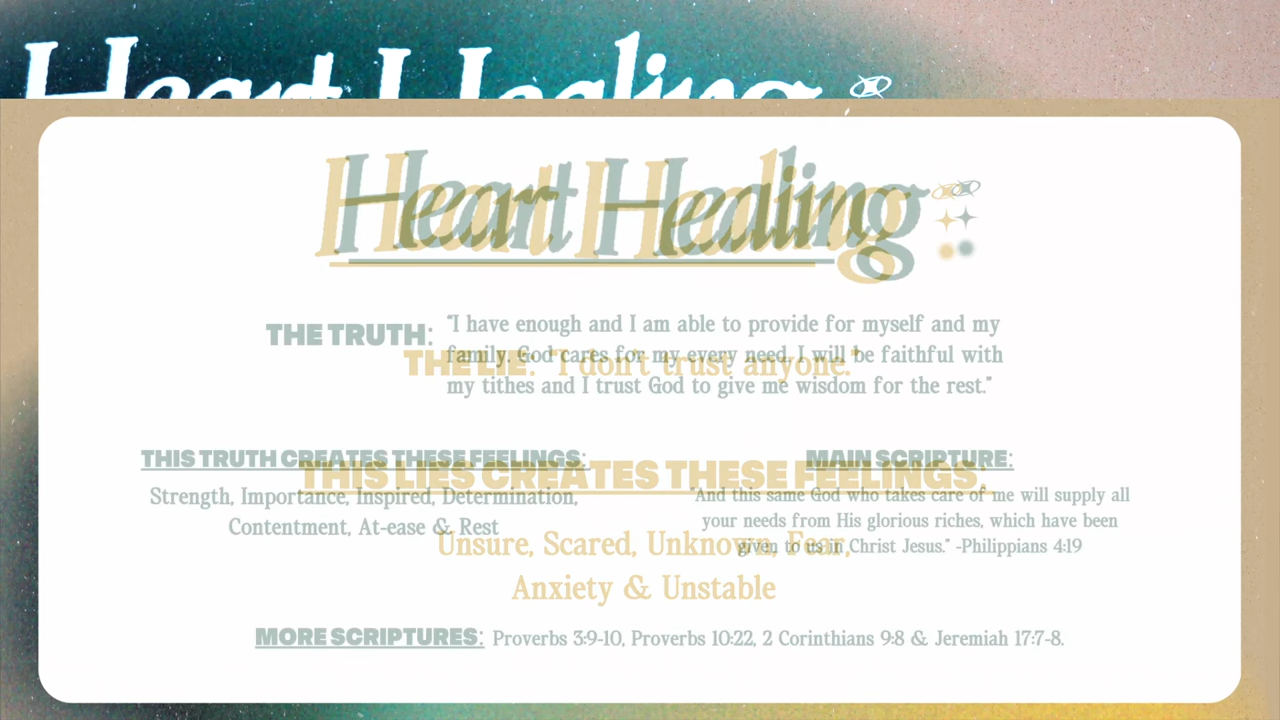 Heart Healing
Heart Healing
Heart Healing
THE TRUTH: "I have enough and I am able to provide for myself and my
family. God cares for my every need. I will be faithful with
my tithes and I trust God to give me wisdom for the rest."
THE LIE: "I don't trust anyone."
THIS TRUTH CREATES THESE FEELINGS:
Strength, Importance, Inspired, Determination,
Contentment, At-ease & Rest
MAIN SCRIPTURE:
"And this same God who takes care of me will supply all
your needs from His glorious riches, which have been
given to us in Christ Jesus." -Philippians 4:19
THIS LIES CREATES THESE FEELINGS:
Unsure, Scared, Unknown, Fear,
Anxiety & Unstable
MORE SCRIPTURES: Proverbs 3:9-10, Proverbs 10:22, 2 Corinthians 9:8 & Jeremiah 17:7-8.